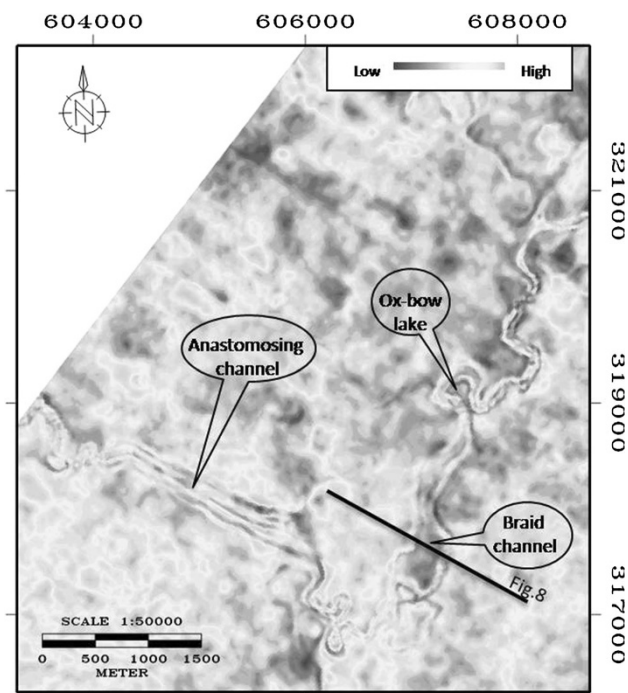 604000 606000 608000
Low High
N
321000
Ox-bow
lake
Anastomosing
channel
319000
Braid
channel
Fig.8
317000
SCALE 1:50000
0 500 1000 1500
METER